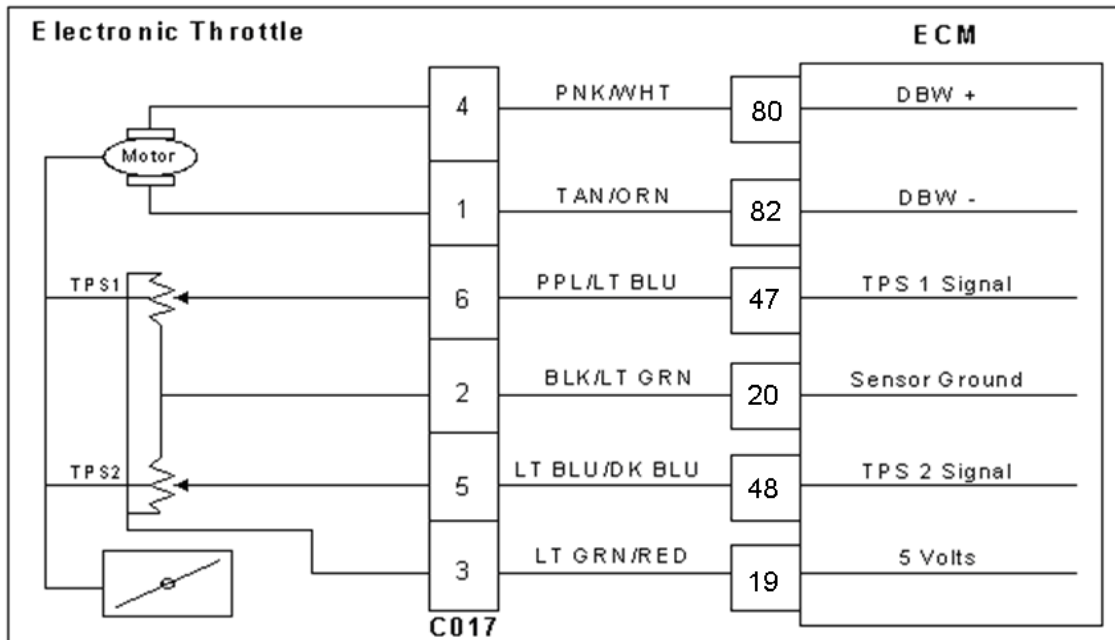 Electronic Throttle
ECM
4 PNK/WHT 80 DBW +
Motor
1 TAN/ORN 82 DBW -
TPS1 6 PPL/LT BLU 47 TPS 1 Signal
2 BLK/LT GRN 20 Sensor Ground
TPS2 5 LT BLU/DK BLU 48 TPS 2 Signal
3 LT GRN/RED 19 5 Volts
C017